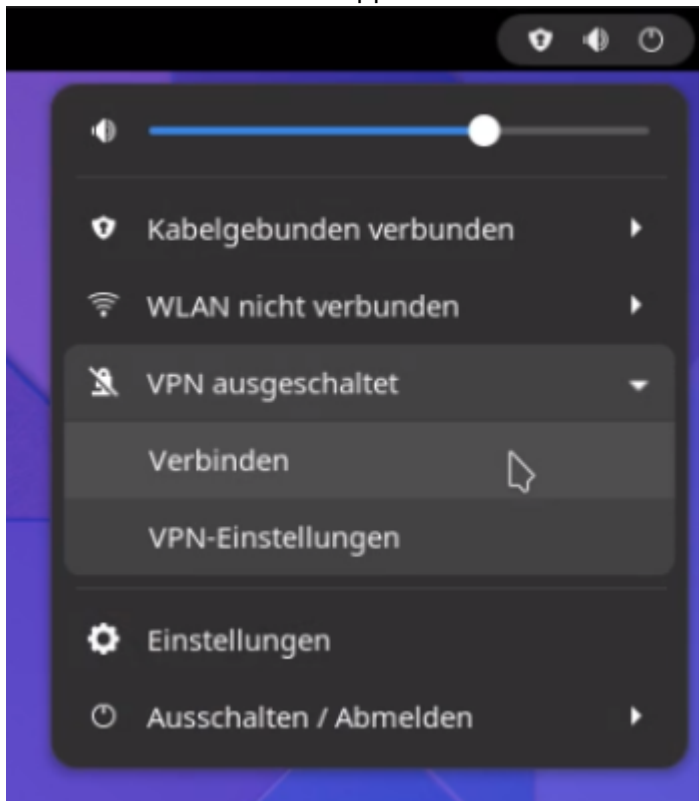 Kabelgebunden verbunden
WLAN nicht verbunden
VPN ausgeschaltet
Verbinden
VPN-Einstellungen
Einstellungen
Ausschalten / Abmelden